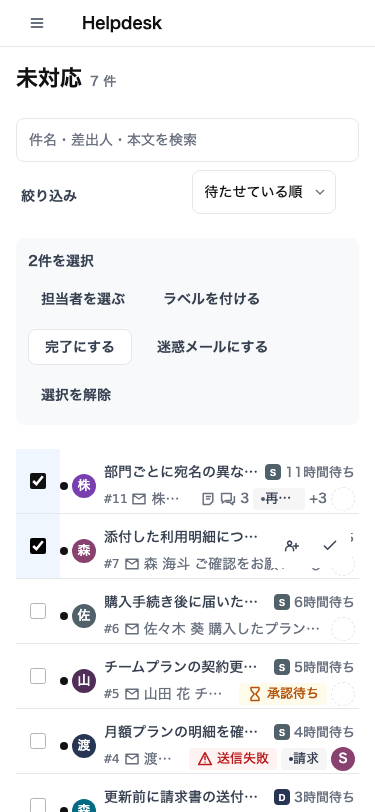 Helpdesk
未対応 7 件
件名・差出人・本文を検索
絞り込み 待たせている順
2件を選択
担当者を選ぶ ラベルを付ける
完了にする 迷惑メールにする
選択を解除
株 部門ごとに宛名の異な… S 11時間待ち
#11 株… 3 •再… +3
森 添付した利用明細につ…
#7 森 海斗 ご確認をお願
佐 購入手続き後に届いた… S 6時間待ち
#6 佐々木 葵 購入したプラン…
山 チームプランの契約更… S 5時間待ち
#5 山田 花 チ… 承認待ち
渡 月額プランの明細を確… S 4時間待ち
#4 渡… 送信失敗 •請求 S
更新前に請求書の送付… D 3時間待ち